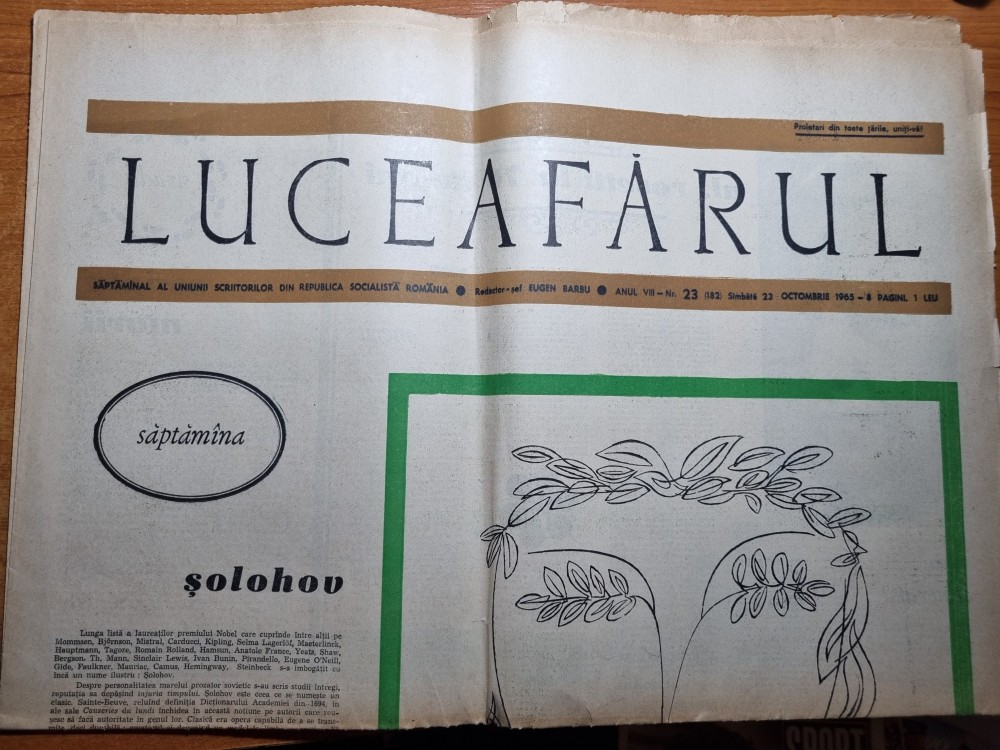 Proletari din toate țările, uniți-vă!
LUCEAFĂRUL
SĂPTĂMÎNAL AL UNIUNII SCRIITORILOR DIN REPUBLICA SOCIALISTĂ ROMÂNIA ● Redactor-șef EUGEN BARBU ● ANUL VIII — Nr. 23 (182) Sîmbătă 23 OCTOMBRIE 1965 — 8 PAGINI, 1 LEU
săptămîna
șolohov
Lunga listă a laureaților premiului Nobel care cuprinde între alții pe
Mommsen, Björnson, Mistral, Carducci, Kipling, Selma Lagerlöf, Maeterlinck,
Hauptmann, Tagore, Romain Rolland, Hamsun, Anatole France, Yeats, Shaw,
Bergson, Th. Mann, Sinclair Lewis, Ivan Bunin, Pirandello, Eugene O'Neill,
Gide, Faulkner, Mauriac, Camus, Hemingway, Steinbeck s-a îmbogățit cu
încă un nume ilustru : Șolohov.
Despre personalitatea marelui prozator sovietic s-au scris studii întregi,
reputația sa depășind injuria timpului. Șolohov este ceea ce se numește un
clasic. Sainte-Beuve, reluînd definiția Dicționarului Academiei din 1694, în
ale sale Causeries du lundi închidea în această noțiune pe autorii care reu-
șesc să facă autoritate în genul lor. Clasică era opera capabilă de a se trans-
SPORT